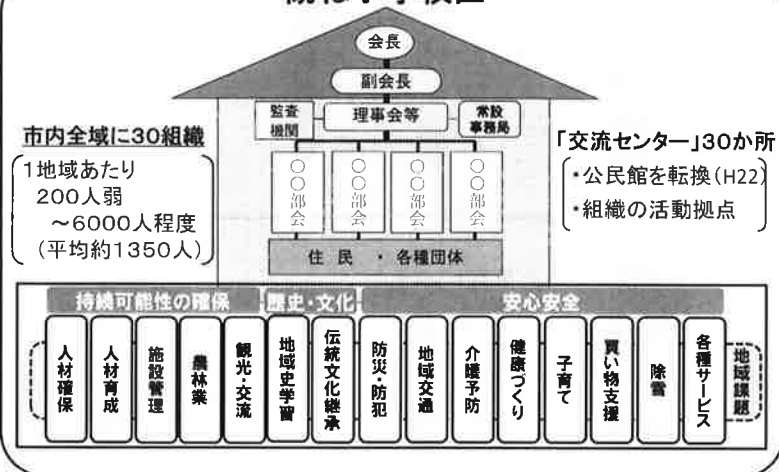 会長
副会長
監査
機関
理事会等
常設
事務局
市内全域に30組織
1地域あたり
200人弱
～6000人程度
(平均約1350人)
〇〇部会
〇〇部会
〇〇部会
〇〇部会
住民・各種団体
「交流センター」30か所
・公民館を転換(H22)
・組織の活動拠点
持続可能性の確保
歴史・文化
安心安全
人材確保
人材育成
施設管理
農林業
観光・交流
地域史学習
伝統文化継承
防災・防犯
地域交通
介護予防
健康づくり
子育て
買い物支援
除雪
各種サービス
地域課題